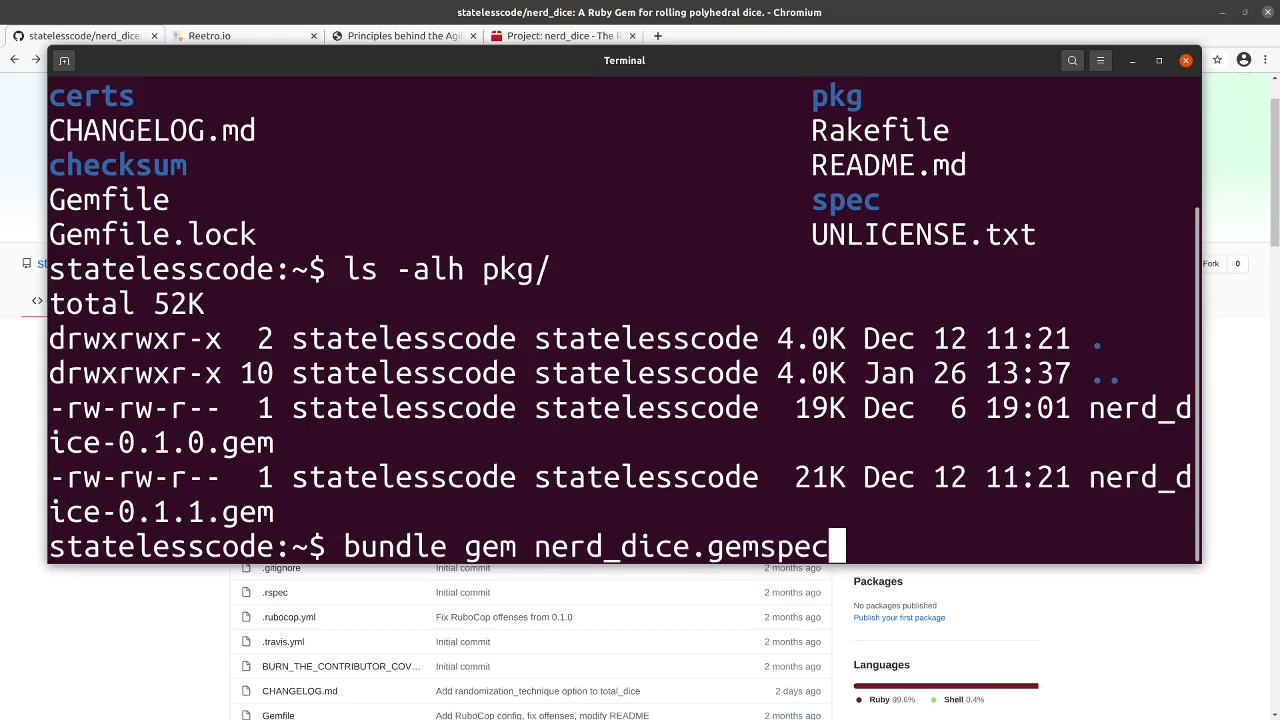 statelesscode/nerd_dice: A Ruby Gem for rolling polyhedral dice. - Chromium
statelesscode/nerd_dice:
Reetro.io
Principles behind the Agil
Project: nerd_dice - The R
Terminal
certs pkg
CHANGELOG.md Rakefile
checksum README.md
Gemfile spec
Gemfile.lock UNLICENSE.txt
statelesscode:~$ ls -alh pkg/
total 52K
drwxrwxr-x 2 statelesscode statelesscode 4.0K Dec 12 11:21 .
drwxrwxr-x 10 statelesscode statelesscode 4.0K Jan 26 13:37 ..
-rw-rw-r-- 1 statelesscode statelesscode 19K Dec 6 19:01 nerd_d
ice-0.1.0.gem
-rw-rw-r-- 1 statelesscode statelesscode 21K Dec 12 11:21 nerd_d
ice-0.1.1.gem
statelesscode:~$ bundle gem nerd_dice.gemspec
st
Fork 0
<>
.gitignore Initial commit 2 months ago
.rspec Initial commit 2 months ago
.rubocop.yml Fix RuboCop offenses from 0.1.0 2 months ago
.travis.yml Initial commit 2 months ago
BURN_THE_CONTRIBUTOR_COV... Initial commit 2 months ago
CHANGELOG.md Add randomization_technique option to total_dice 2 days ago
Gemfile Add RuboCop config, fix offenses, modify README 2 months ago
Packages
No packages published
Publish your first package
Languages
Ruby 99.6% Shell 0.4%